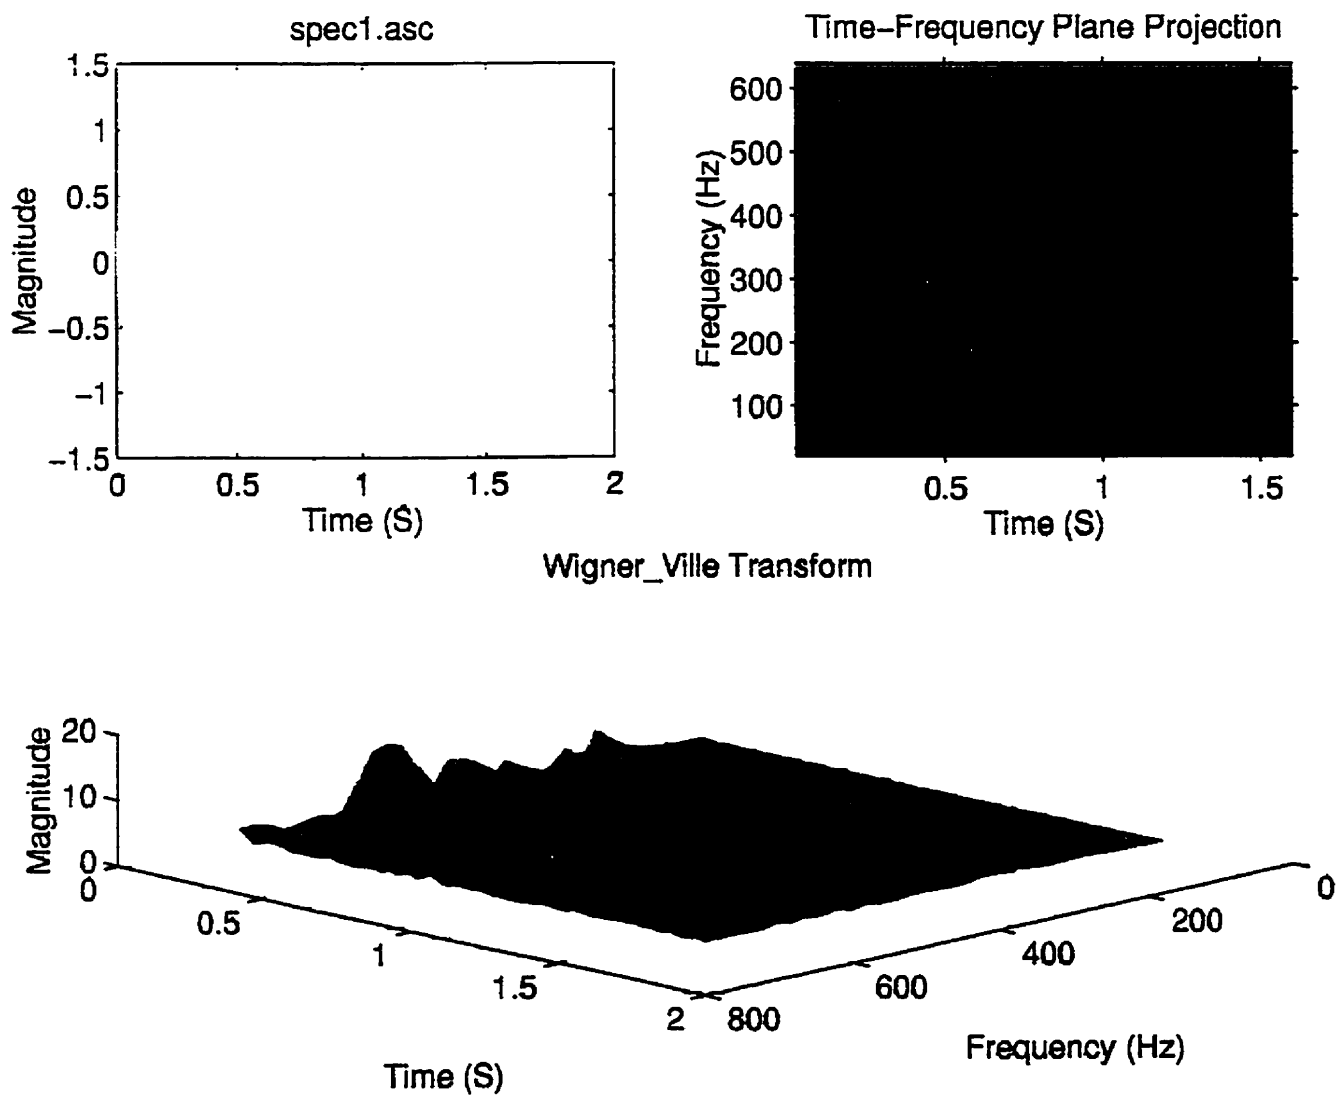 spec1.asc
Time-Frequency Plane Projection
1.5
1
0.5
0
-0.5
-1
-1.5
Magnitude
0 0.5 1 1.5 2
Time (S)
600
500
400
300
200
100
Frequency (Hz)
0.5 1 1.5
Time (S)
Wigner_Ville Transform
20
10
0
Magnitude
0
0.5
1
1.5
2
Time (S)
800
600
400
200
0
Frequency (Hz)